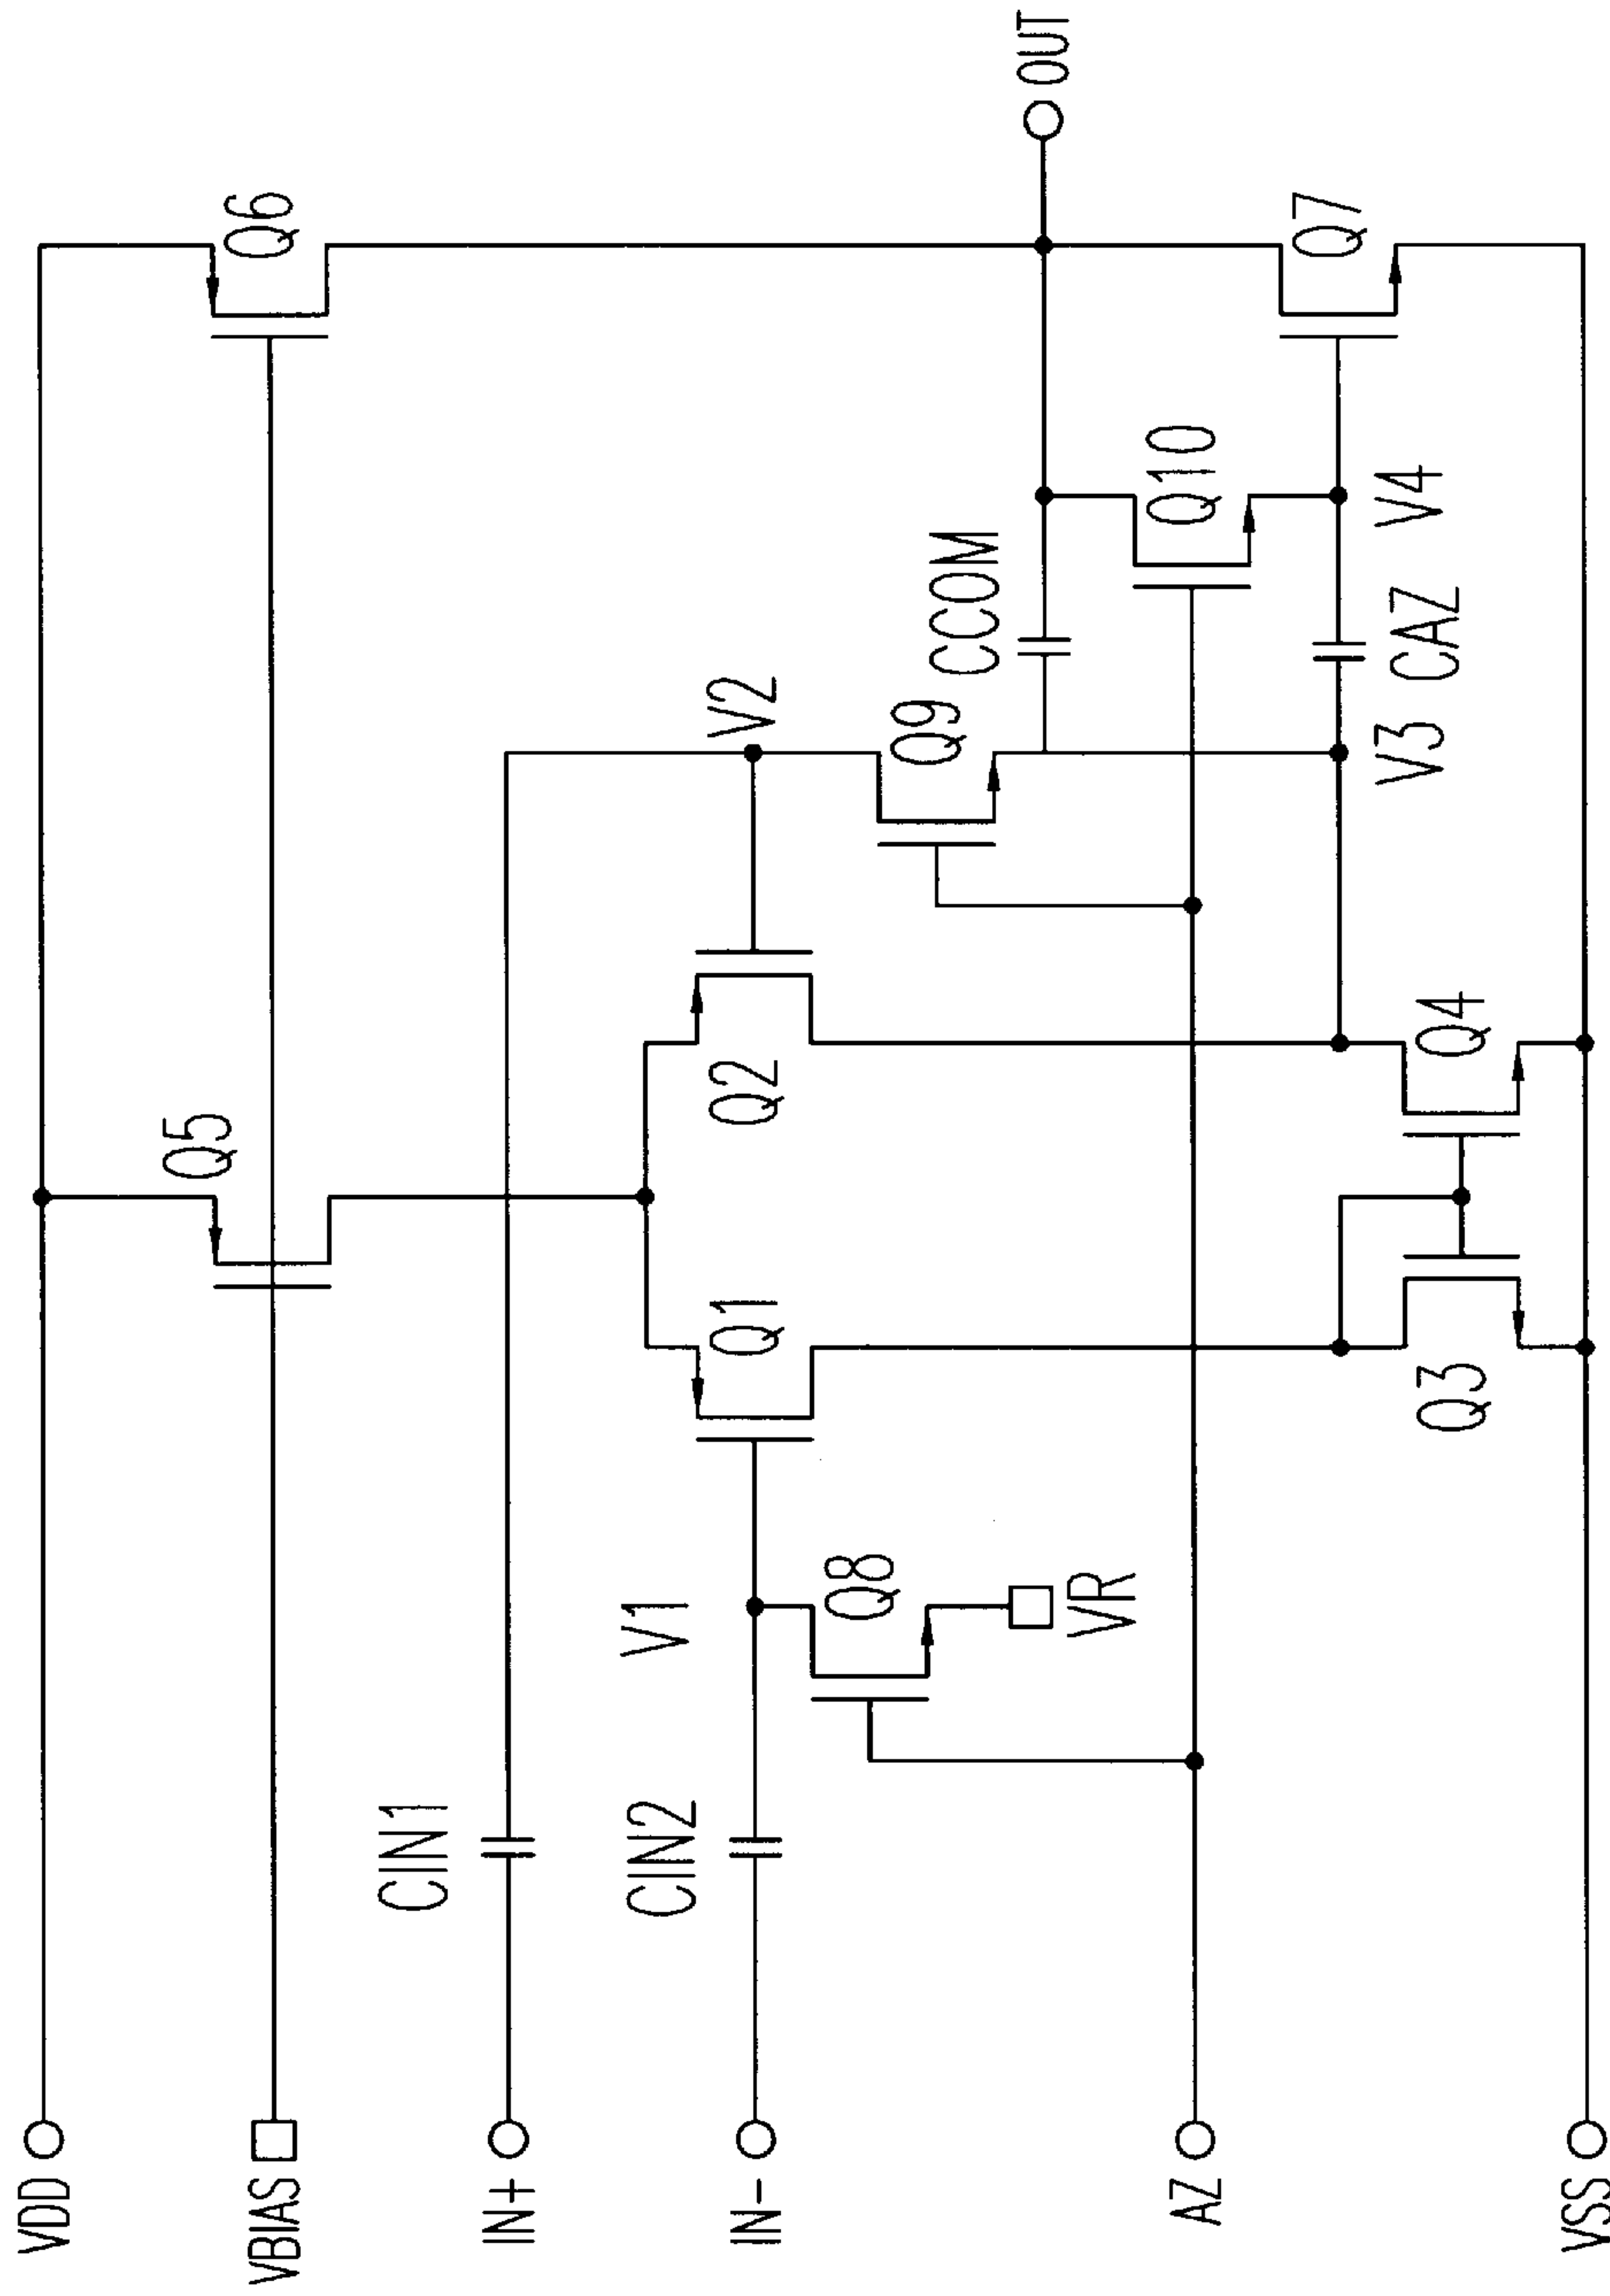 VDD
VBIAS
IN+
IN-
AZ
VSS
CIN1
CIN2
V1
Q8
VR
Q5
Q1
Q2
Q3
Q4
V2
Q9
CCOM
V3
CAZ
V4
Q10
Q6
Q7
OUT